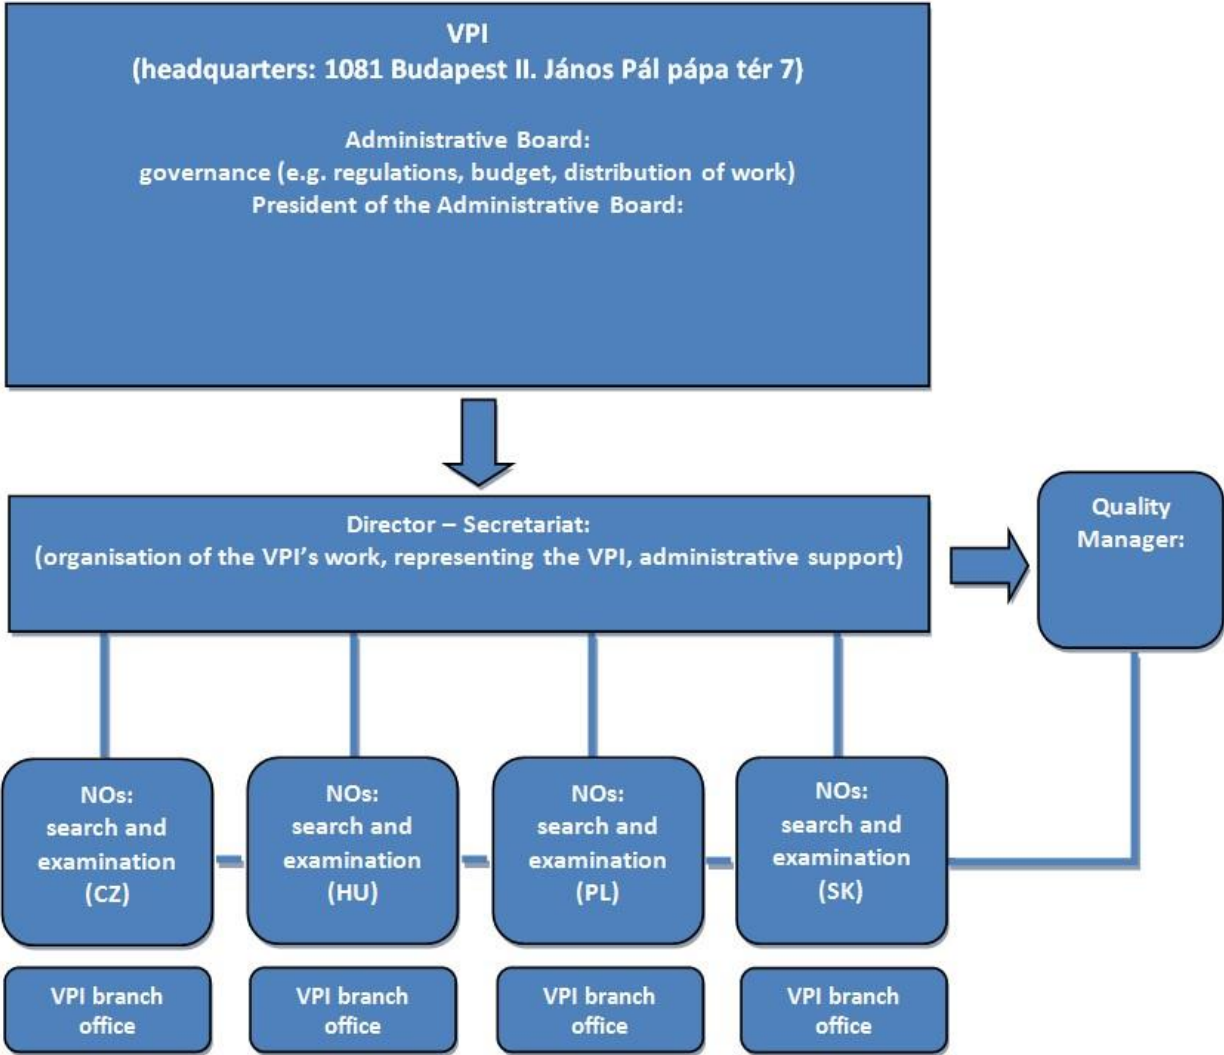 VPI
(headquarters: 1081 Budapest II. János Pál pápa tér 7)
Administrative Board:
governance (e.g. regulations, budget, distribution of work)
President of the Administrative Board:
Director – Secretariat:
(organisation of the VPI's work, representing the VPI, administrative support)
Quality
Manager:
NOs:
search and
examination
(CZ)
NOs:
search and
examination
(HU)
NOs:
search and
examination
(PL)
NOs:
search and
examination
(SK)
VPI branch
office
VPI branch
office
VPI branch
office
VPI branch
office